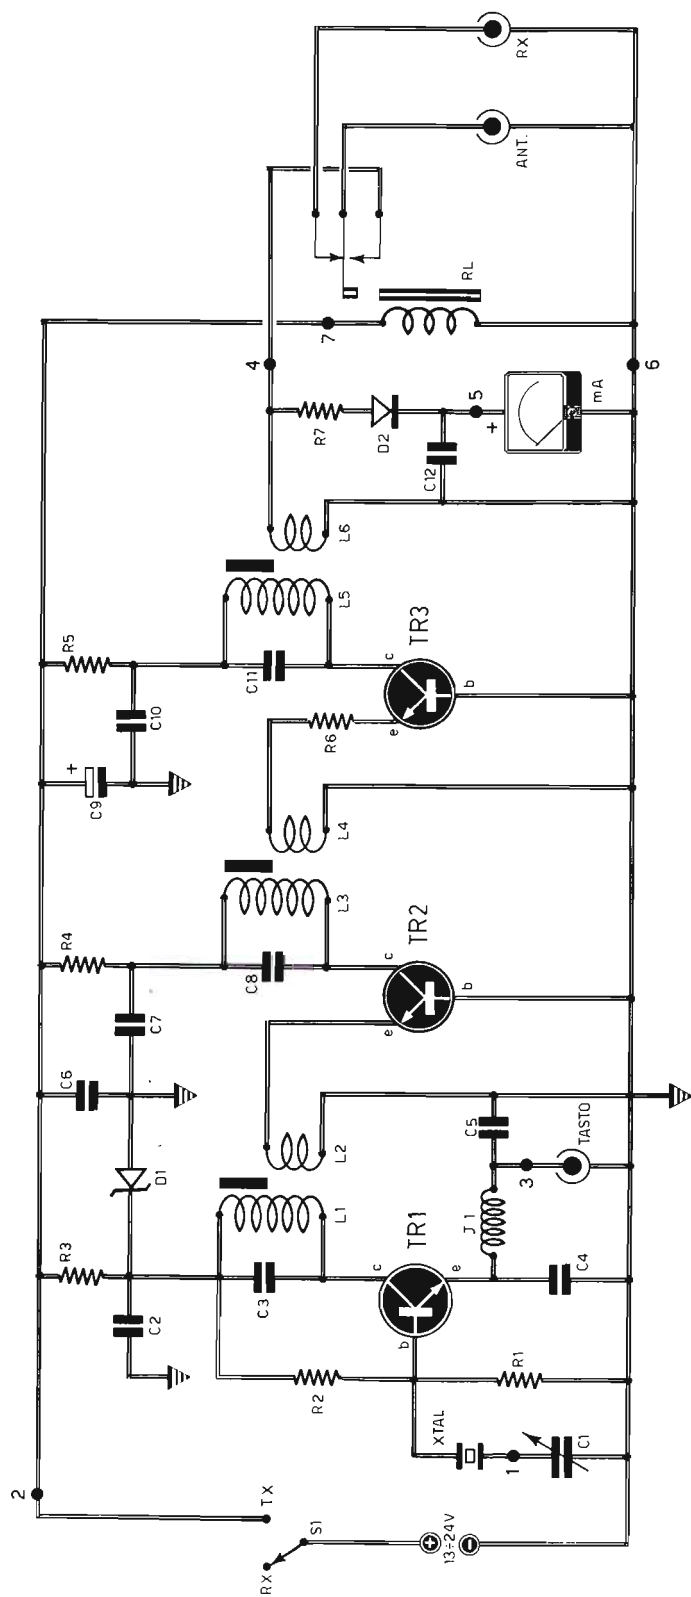 RX
ANT.
RL
4
7
6
5
+
mA
R7
D2
C12
L6
L5
R5
C10
C11
+
C9
R6
TR3
c
b
e
L4
L3
R4
C7
C8
TR2
c
b
e
C6
D1
L2
L1
C5
TASTO
3
J1
R3
C2
C3
TR1
c
e
b
C4
R2
R1
XTAL
1
C1
2
TX
S1
RX
+
13÷24V
-